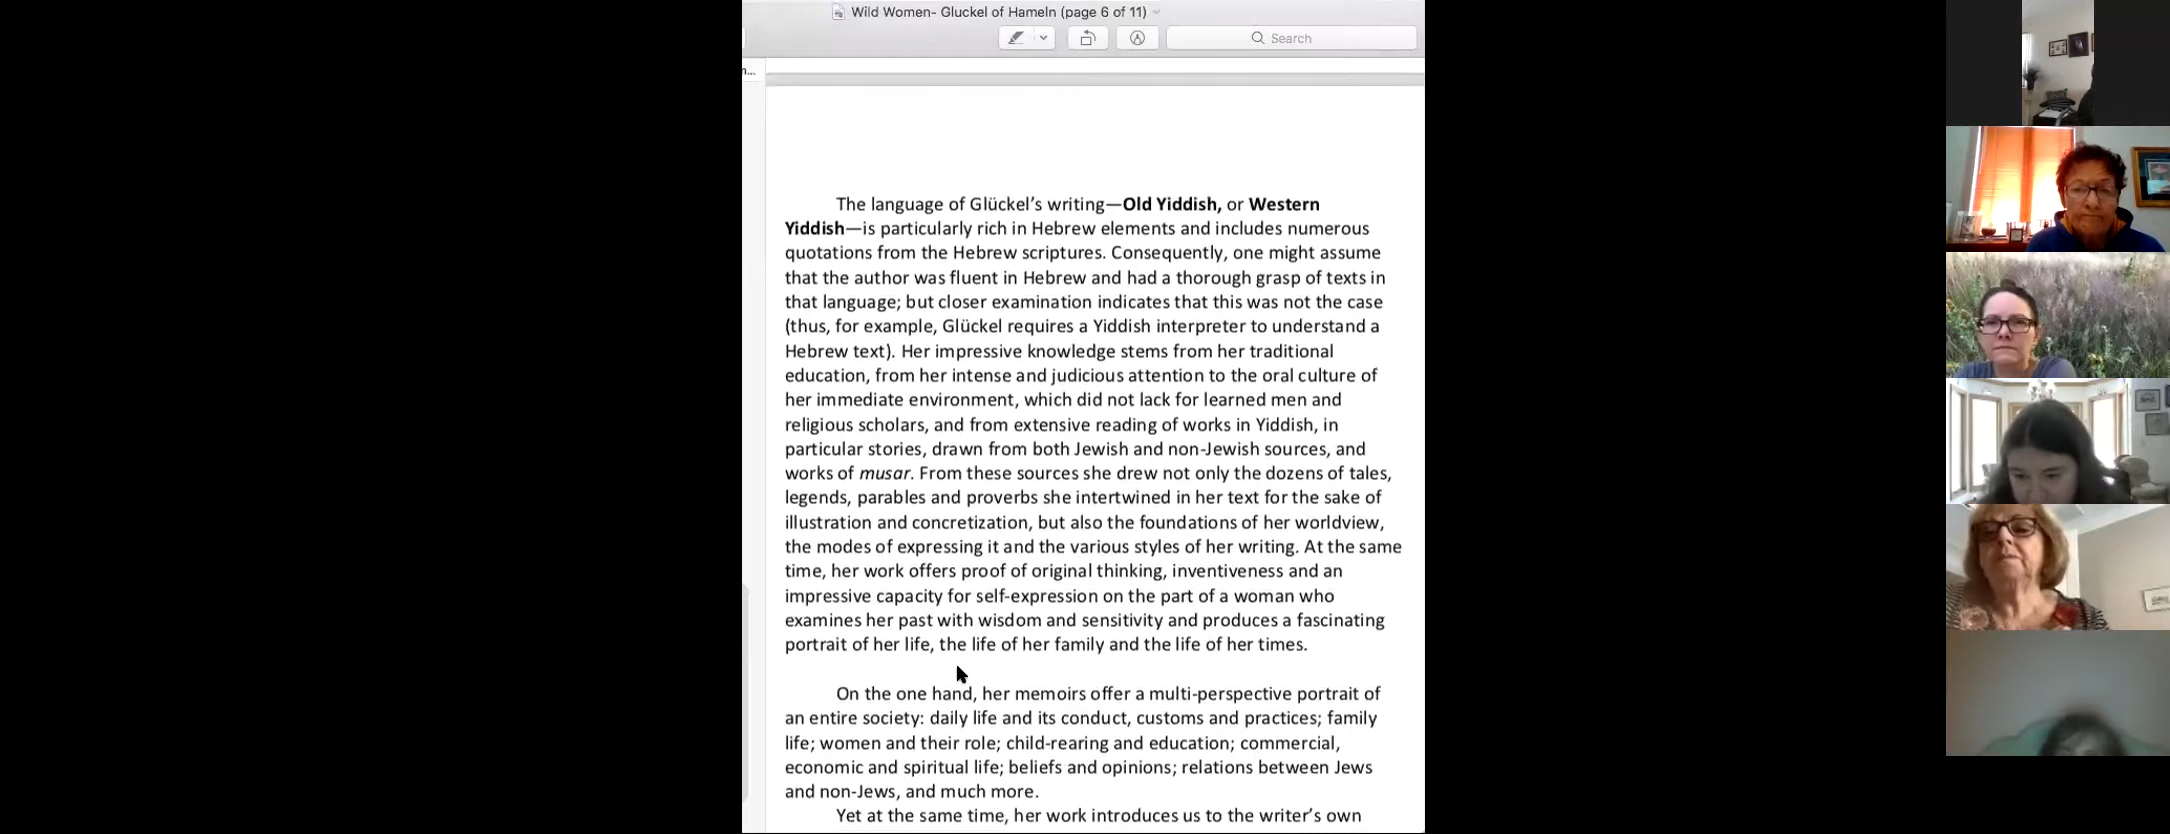 Wild Women- Gluckel of Hameln (page 6 of 11)
Search
n...
The language of Glückel’s writing—Old Yiddish, or Western
Yiddish—is particularly rich in Hebrew elements and includes numerous
quotations from the Hebrew scriptures. Consequently, one might assume
that the author was fluent in Hebrew and had a thorough grasp of texts in
that language; but closer examination indicates that this was not the case
(thus, for example, Glückel requires a Yiddish interpreter to understand a
Hebrew text). Her impressive knowledge stems from her traditional
education, from her intense and judicious attention to the oral culture of
her immediate environment, which did not lack for learned men and
religious scholars, and from extensive reading of works in Yiddish, in
particular stories, drawn from both Jewish and non-Jewish sources, and
works of musar. From these sources she drew not only the dozens of tales,
legends, parables and proverbs she intertwined in her text for the sake of
illustration and concretization, but also the foundations of her worldview,
the modes of expressing it and the various styles of her writing. At the same
time, her work offers proof of original thinking, inventiveness and an
impressive capacity for self-expression on the part of a woman who
examines her past with wisdom and sensitivity and produces a fascinating
portrait of her life, the life of her family and the life of her times.
On the one hand, her memoirs offer a multi-perspective portrait of
an entire society: daily life and its conduct, customs and practices; family
life; women and their role; child-rearing and education; commercial,
economic and spiritual life; beliefs and opinions; relations between Jews
and non-Jews, and much more.
Yet at the same time, her work introduces us to the writer’s own